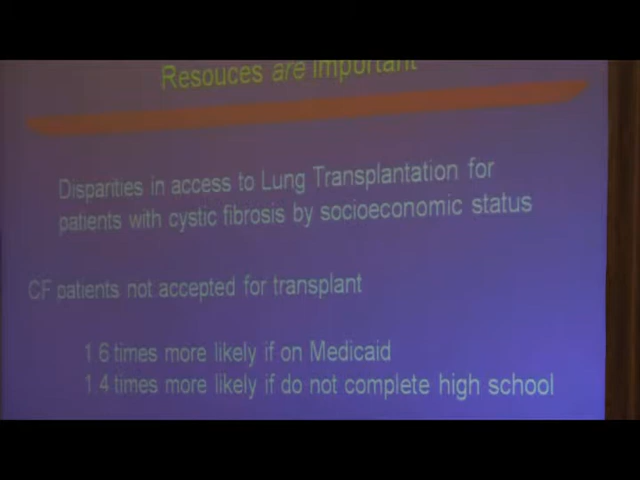 Resouces are important
Disparities in access to Lung Transplantation for
patients with cystic fibrosis by socioeconomic status
CF patients not accepted for transplant
1.6 times more likely if on Medicaid
1.4 times more likely if do not complete high school